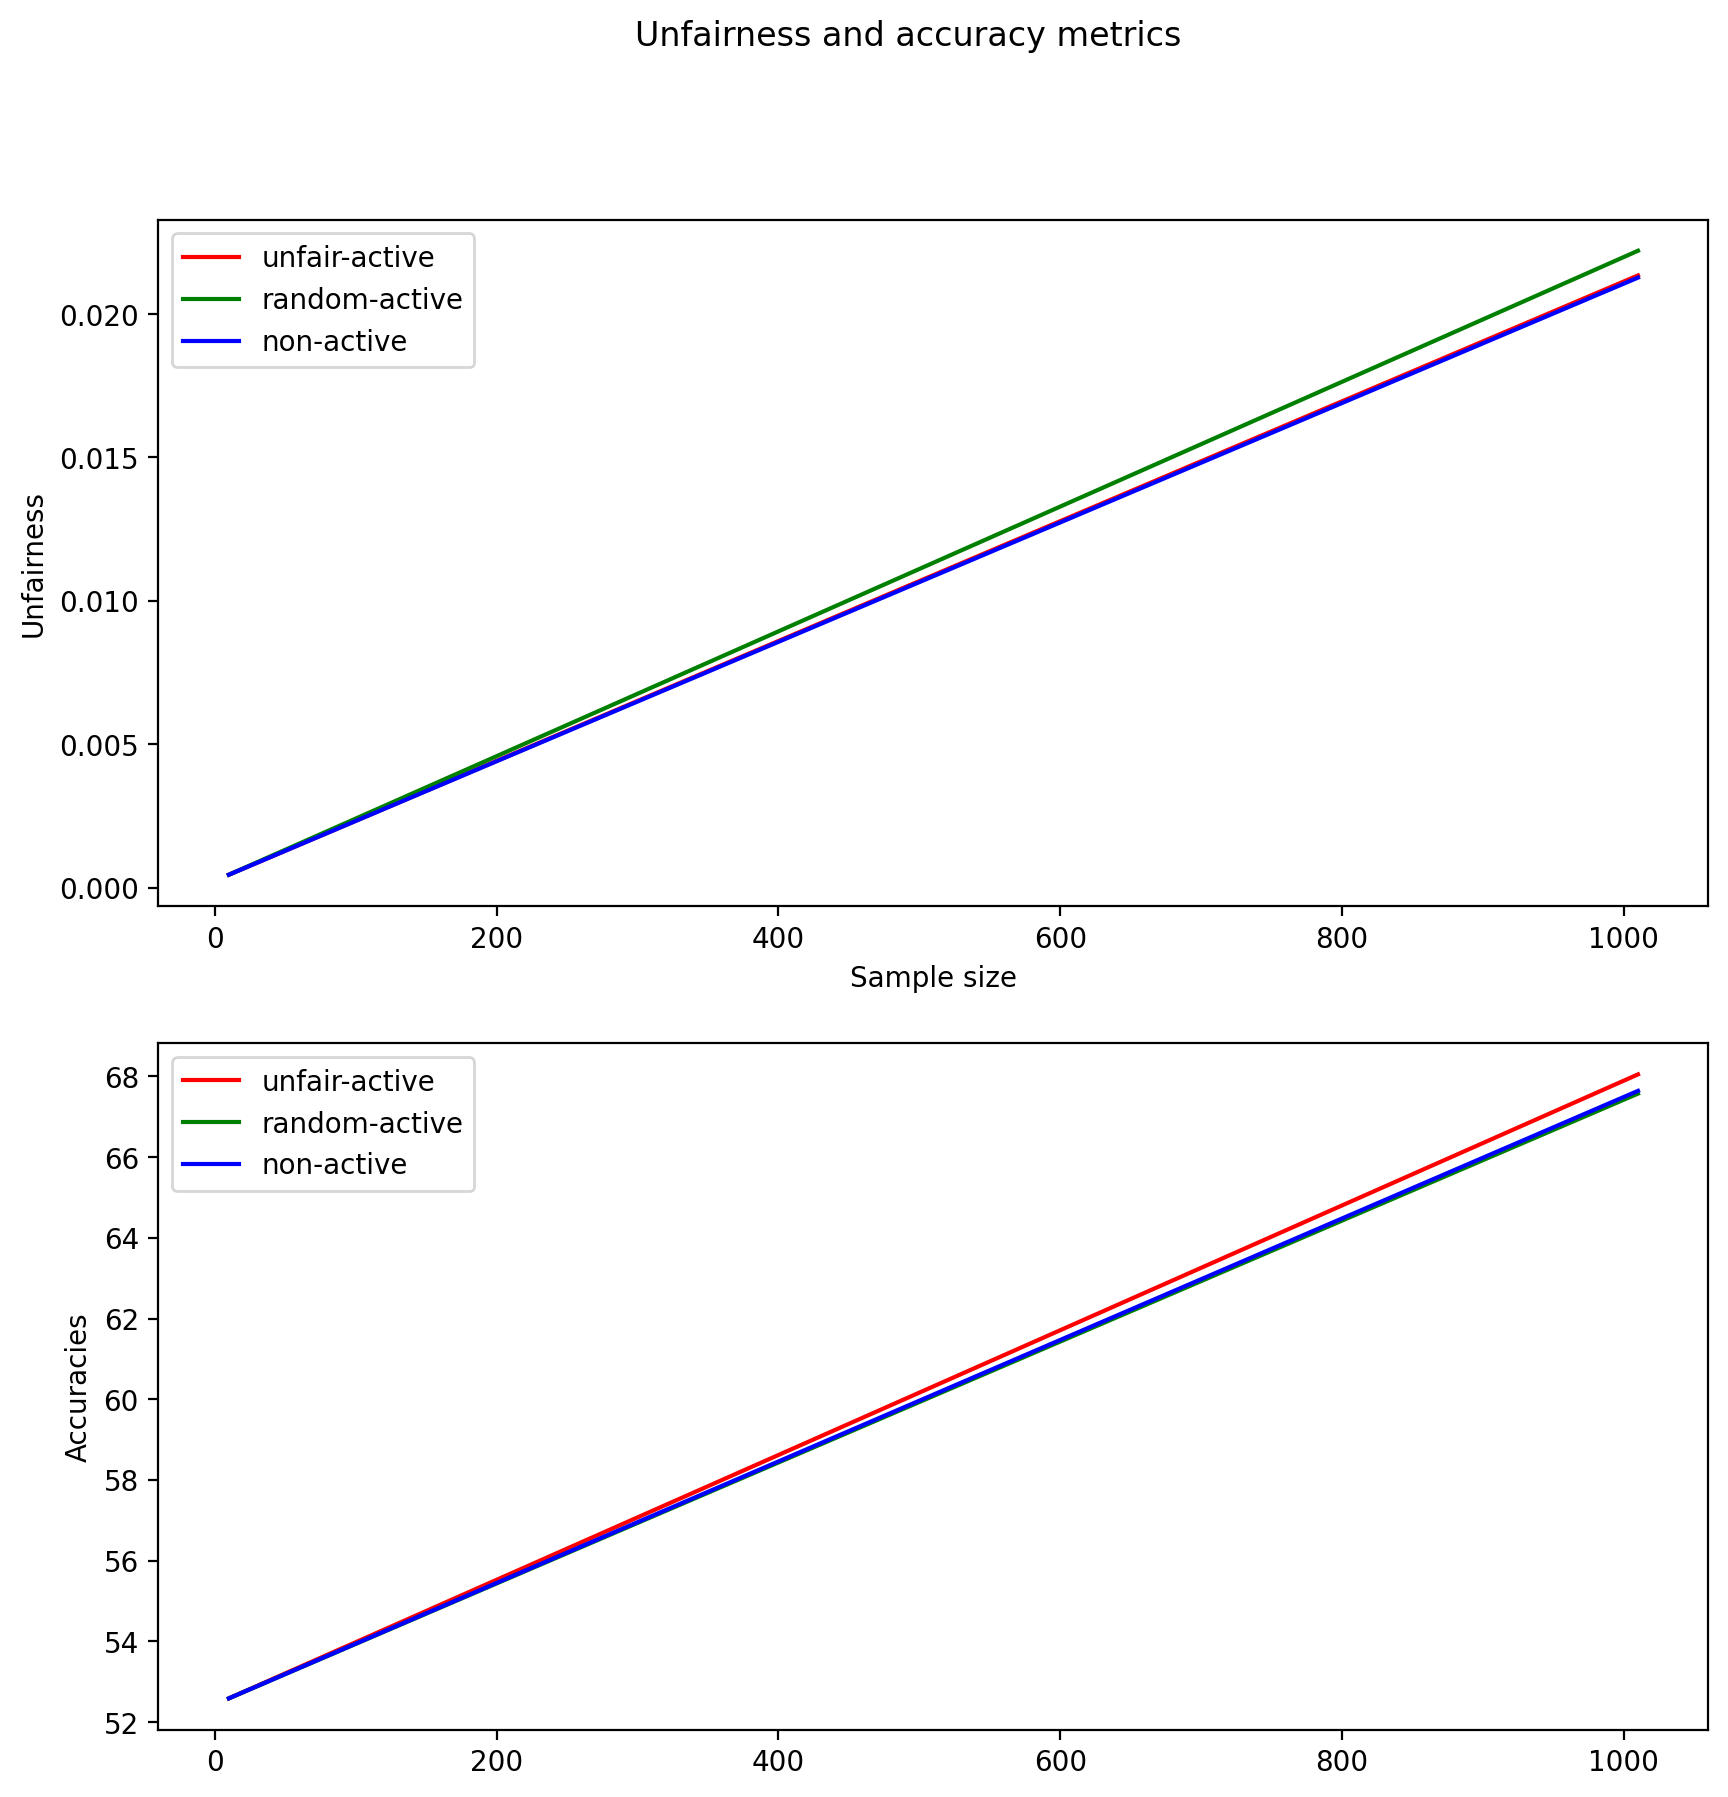 Unfairness and accuracy metrics
unfair-active
random-active
non-active
0.020
0.015
0.010
0.005
0.000
Unfairness
0 200 400 600 800 1000
Sample size
unfair-active
random-active
non-active
68
66
64
62
60
58
56
54
52
Accuracies
0 200 400 600 800 1000